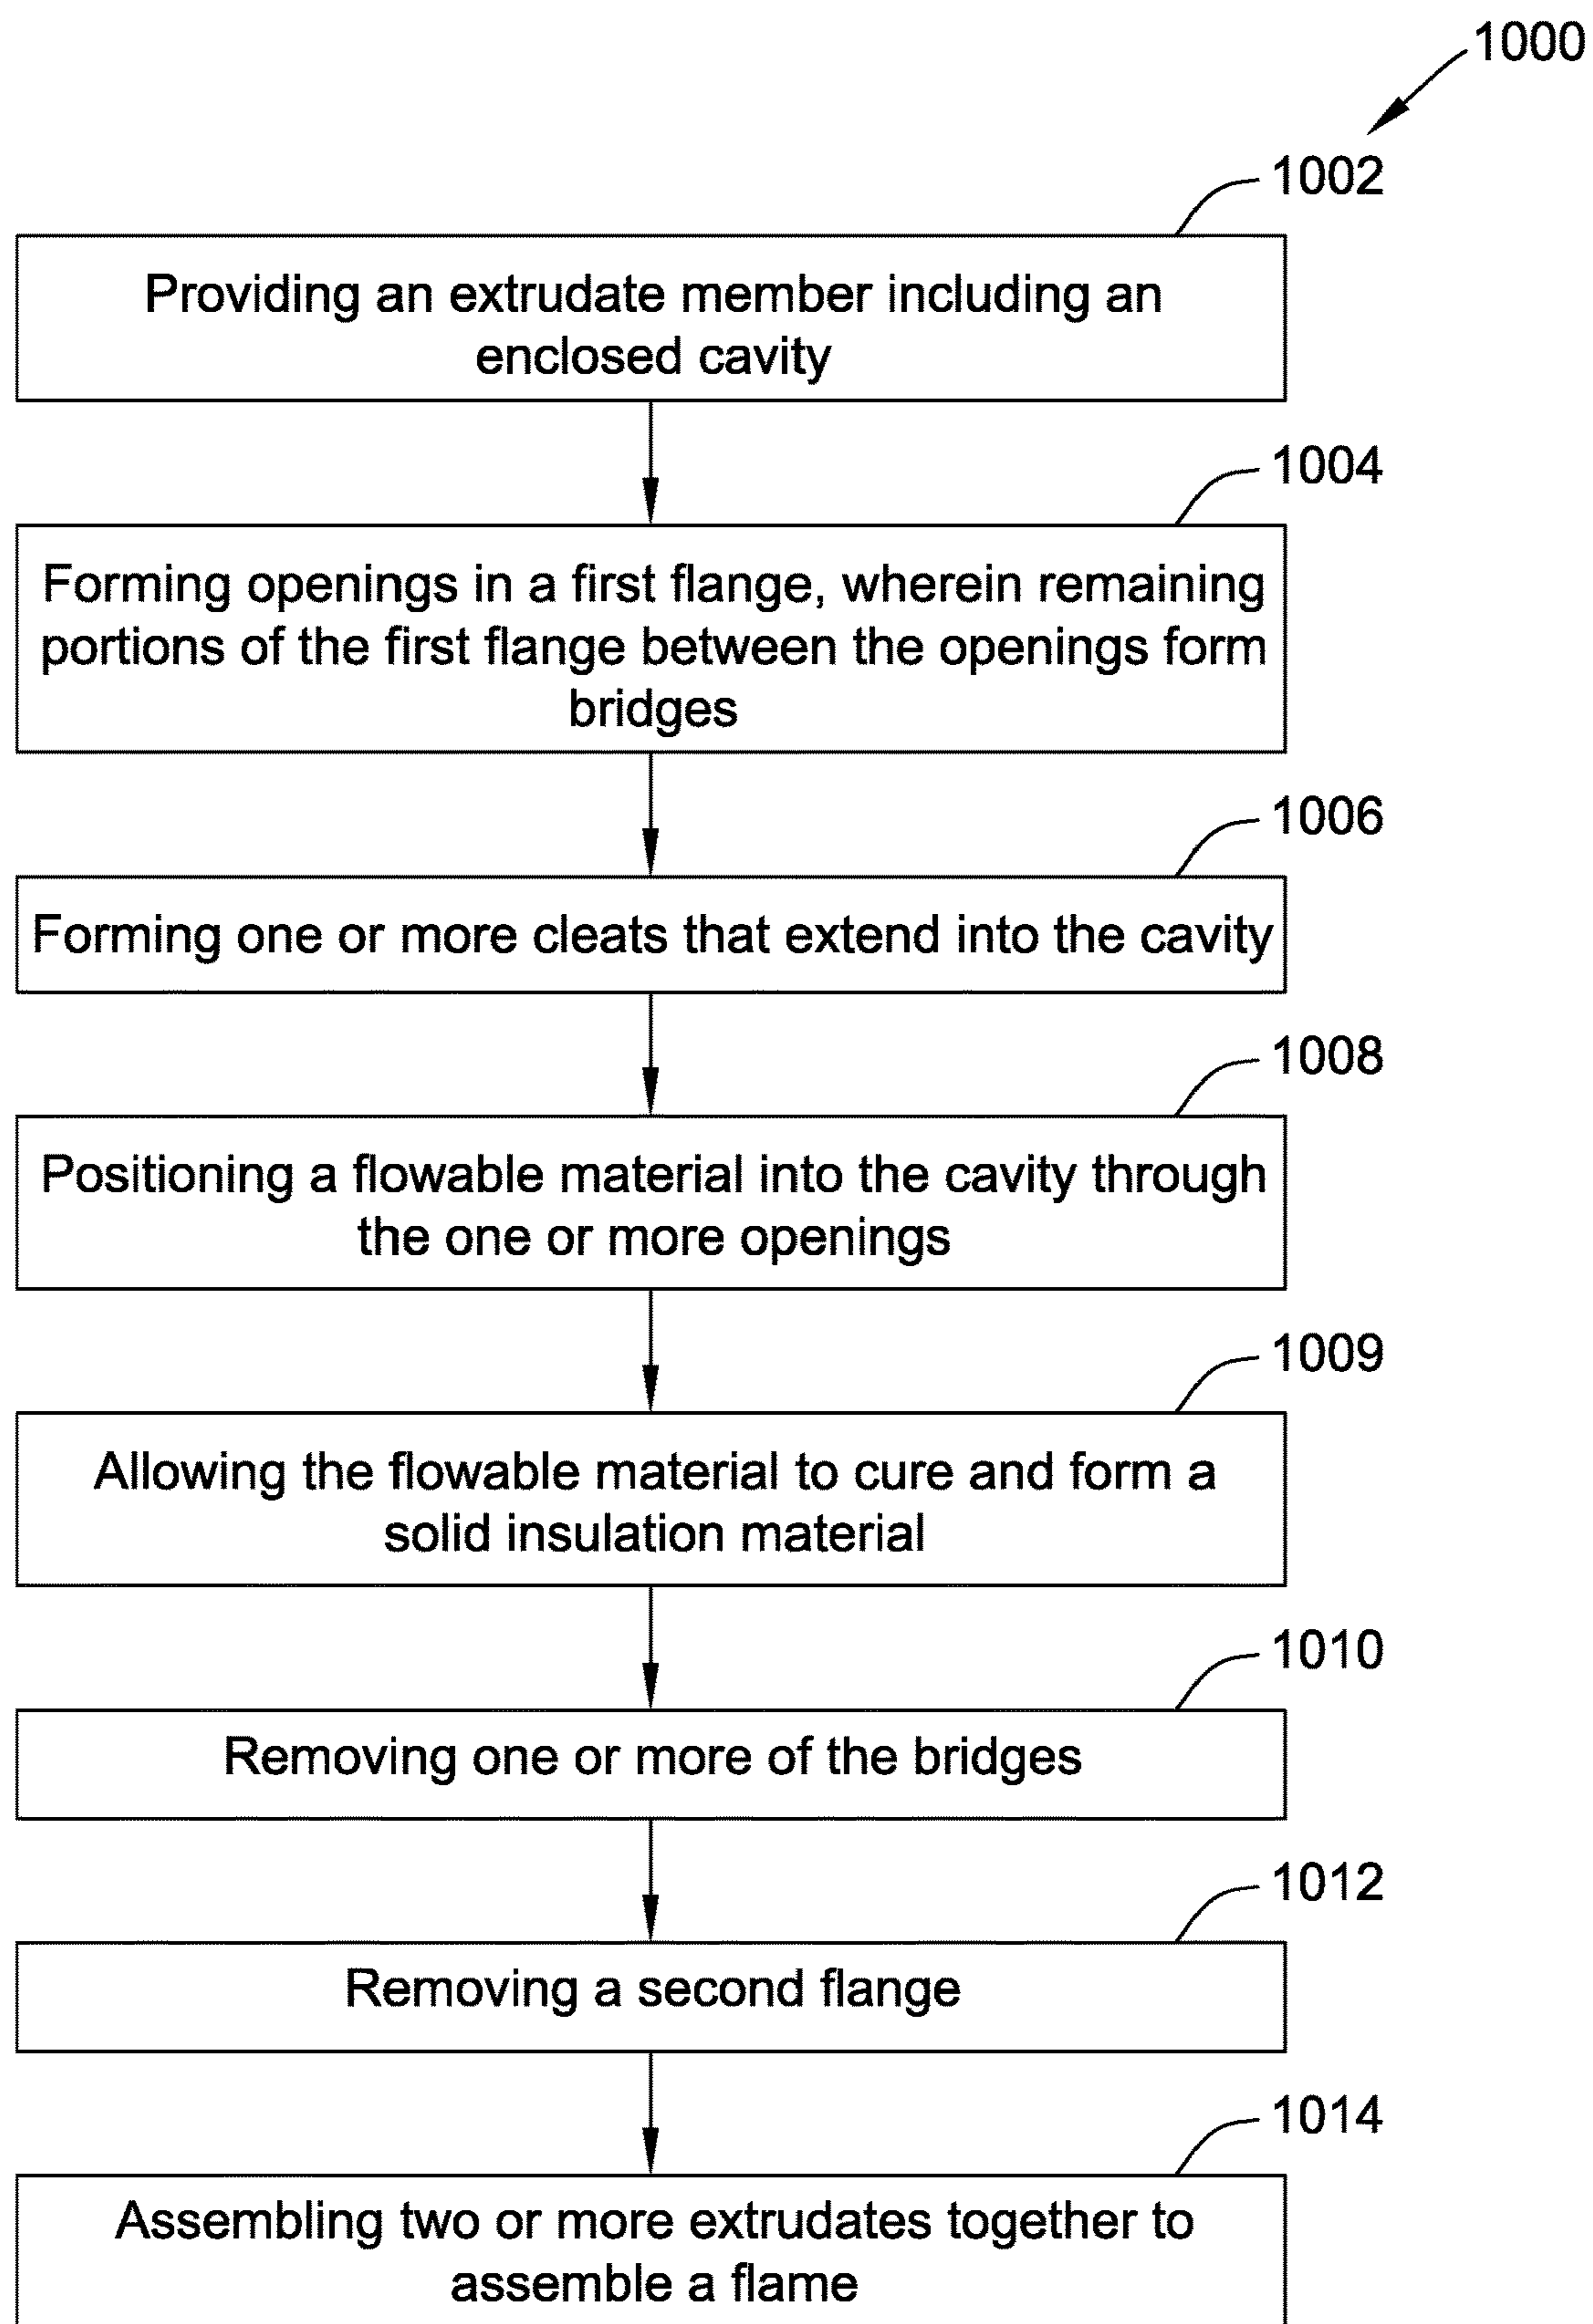 1000
1002
Providing an extrudate member including an
enclosed cavity
1004
Forming openings in a first flange, wherein remaining
portions of the first flange between the openings form
bridges
1006
Forming one or more cleats that extend into the cavity
1008
Positioning a flowable material into the cavity through
the one or more openings
1009
Allowing the flowable material to cure and form a
solid insulation material
1010
Removing one or more of the bridges
1012
Removing a second flange
1014
Assembling two or more extrudates together to
assemble a flame